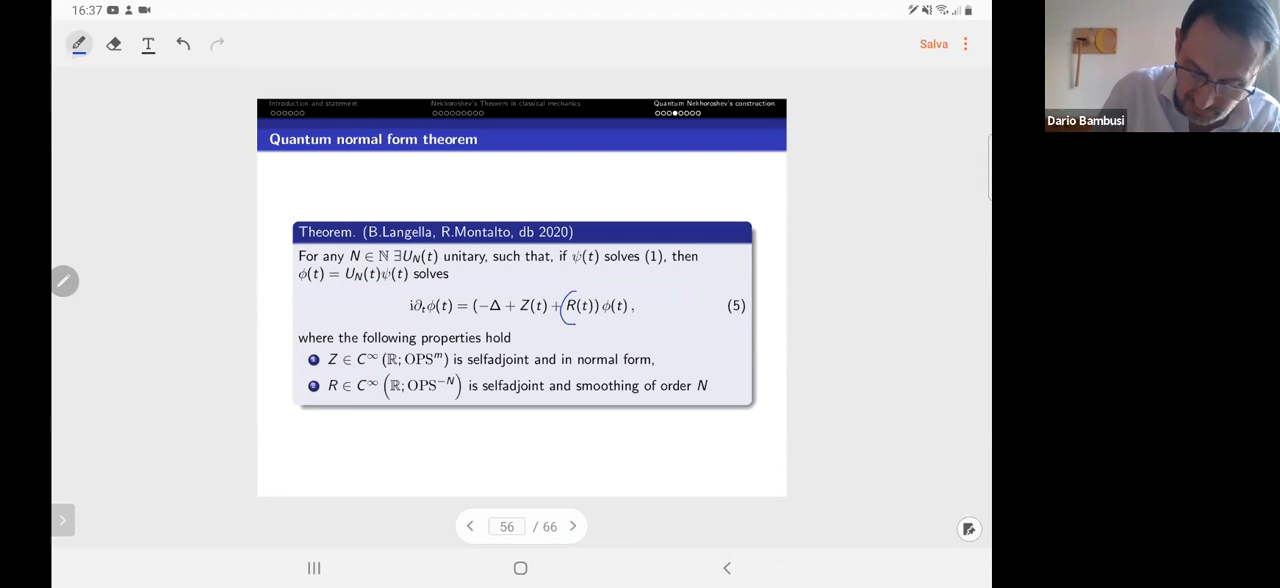 16:37
Salva
Introduction and statement Nekhoroshev's Theorem in classical mechanics Quantum Nekhoroshev's construction
Quantum normal form theorem
Theorem. (B.Langella, R.Montalto, db 2020)
For any N ∈ ℕ ∃U_N(t) unitary, such that, if ψ(t) solves (1), then
ϕ(t) = U_N(t)ψ(t) solves
i∂_tϕ(t) = (−Δ + Z(t) + R(t)) ϕ(t) , (5)
where the following properties hold
1 Z ∈ C^∞ (ℝ; OPS^m) is selfadjoint and in normal form,
2 R ∈ C^∞ (ℝ; OPS^−N) is selfadjoint and smoothing of order N
56 / 66
Dario Bambusi